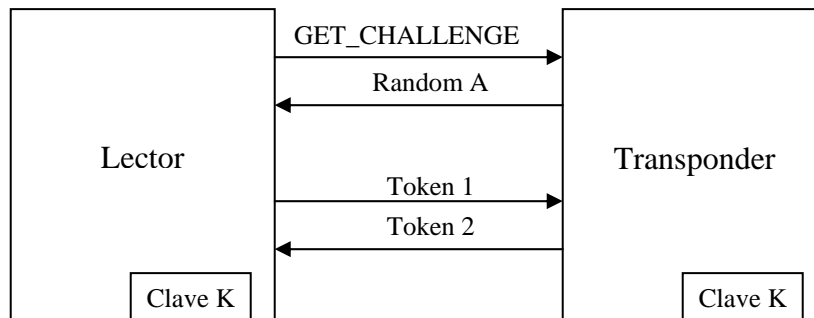 GET_CHALLENGE
Random A
Lector
Transponder
Token 1
Token 2
Clave K
Clave K